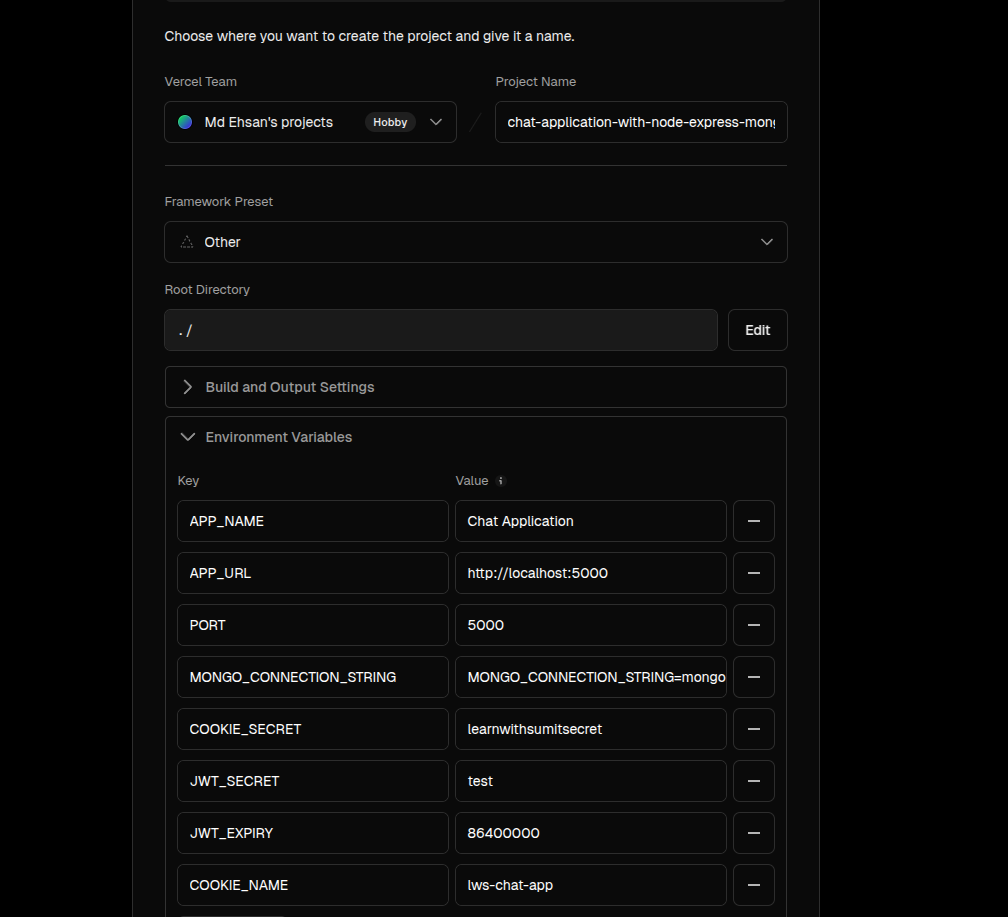 Choose where you want to create the project and give it a name.
Vercel Team
Project Name
Md Ehsan's projects Hobby
chat-application-with-node-express-mong
Framework Preset
Other
Root Directory
./
Edit
Build and Output Settings
Environment Variables
Key
Value
APP_NAME
Chat Application
APP_URL
http://localhost:5000
PORT
5000
MONGO_CONNECTION_STRING
MONGO_CONNECTION_STRING=mongo
COOKIE_SECRET
learnwithsumitsecret
JWT_SECRET
test
JWT_EXPIRY
86400000
COOKIE_NAME
lws-chat-app